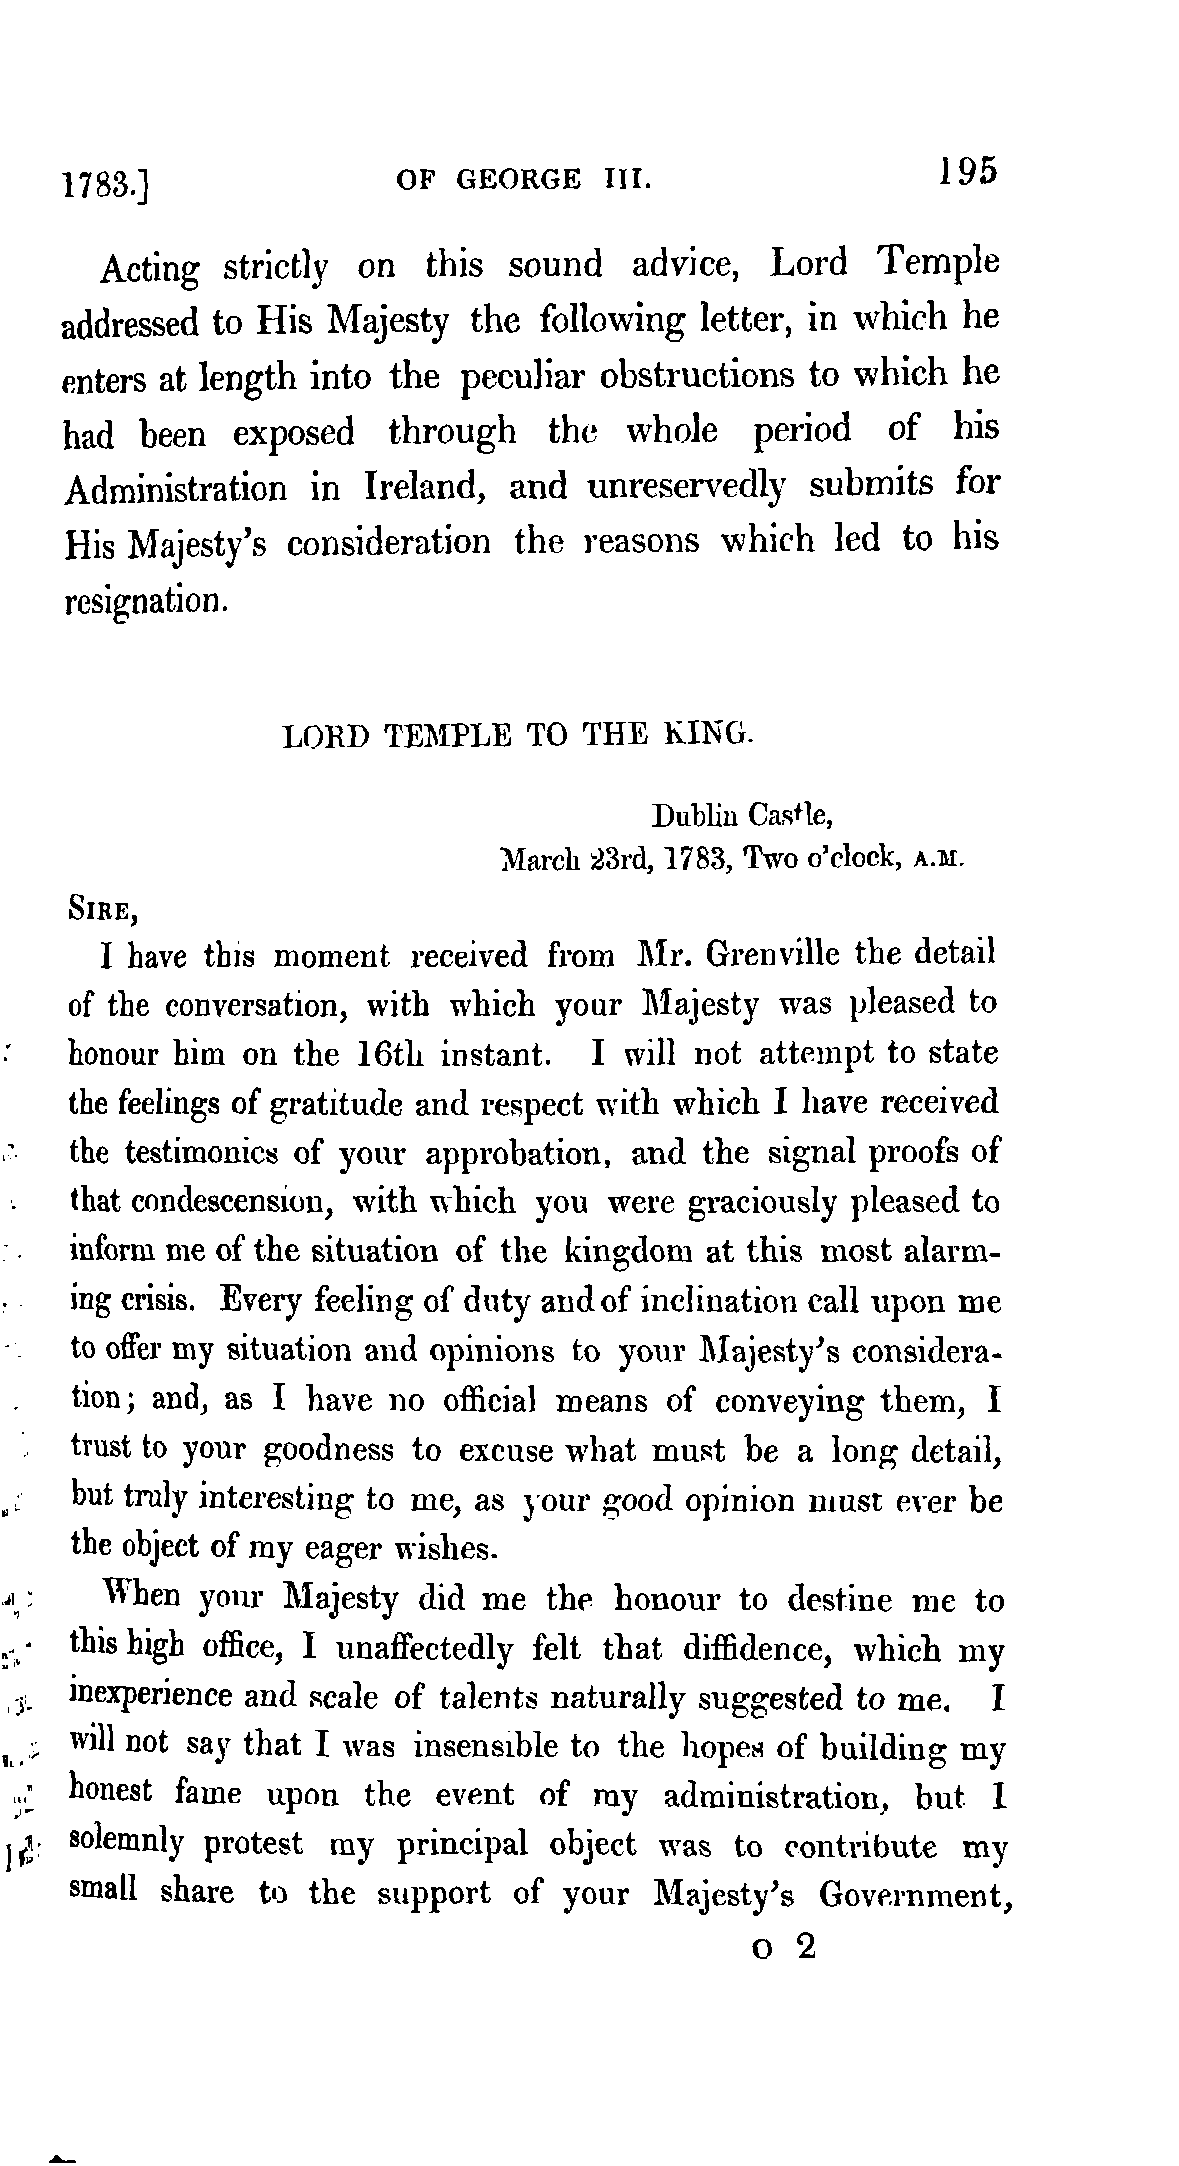 1783.] OF GEORGE III. 195
Acting strictly on this sound advice, Lord Temple
addressed to His Majesty the following letter, in which he
enters at length into the peculiar obstructions to which he
had been exposed through the whole period of his
Administration in Ireland, and unreservedly submits for
His Majesty's consideration the reasons which led to his
resignation.
LORD TEMPLE TO THE KING.
Dublin Castle,
March 23rd, 1783, Two o'clock, A.M.
SIRE,
I have this moment received from Mr. Grenville the detail
of the conversation, with which your Majesty was pleased to
honour him on the 16th instant. I will not attempt to state
the feelings of gratitude and respect with which I have received
the testimonies of your approbation, and the signal proofs of
that condescension, with which you were graciously pleased to
inform me of the situation of the kingdom at this most alarm-
ing crisis. Every feeling of duty and of inclination call upon me
to offer my situation and opinions to your Majesty's considera-
tion; and, as I have no official means of conveying them, I
trust to your goodness to excuse what must be a long detail,
but truly interesting to me, as your good opinion must ever be
the object of my eager wishes.
When your Majesty did me the honour to destine me to
this high office, I unaffectedly felt that diffidence, which my
inexperience and scale of talents naturally suggested to me. I
will not say that I was insensible to the hopes of building my
honest fame upon the event of my administration, but I
solemnly protest my principal object was to contribute my
small share to the support of your Majesty's Government,
O 2